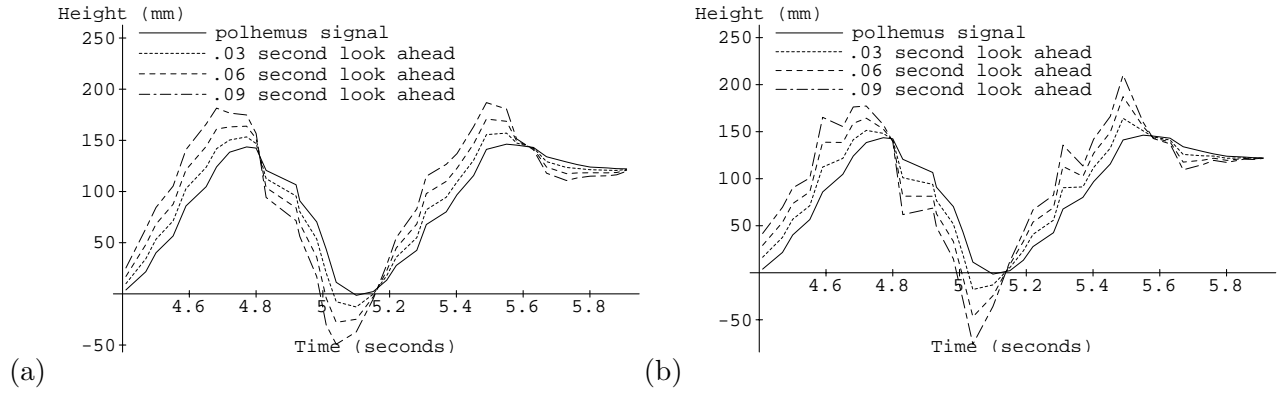 Height (mm)
250
200
150
100
50
-50
polhemus signal
.03 second look ahead
.06 second look ahead
.09 second look ahead
4.6 4.8 5 5.2 5.4 5.6 5.8
Time (seconds)
(a)
Height (mm)
250
200
150
100
50
-50
polhemus signal
.03 second look ahead
.06 second look ahead
.09 second look ahead
4.6 4.8 5 5.2 5.4 5.6 5.8
Time (seconds)
(b)